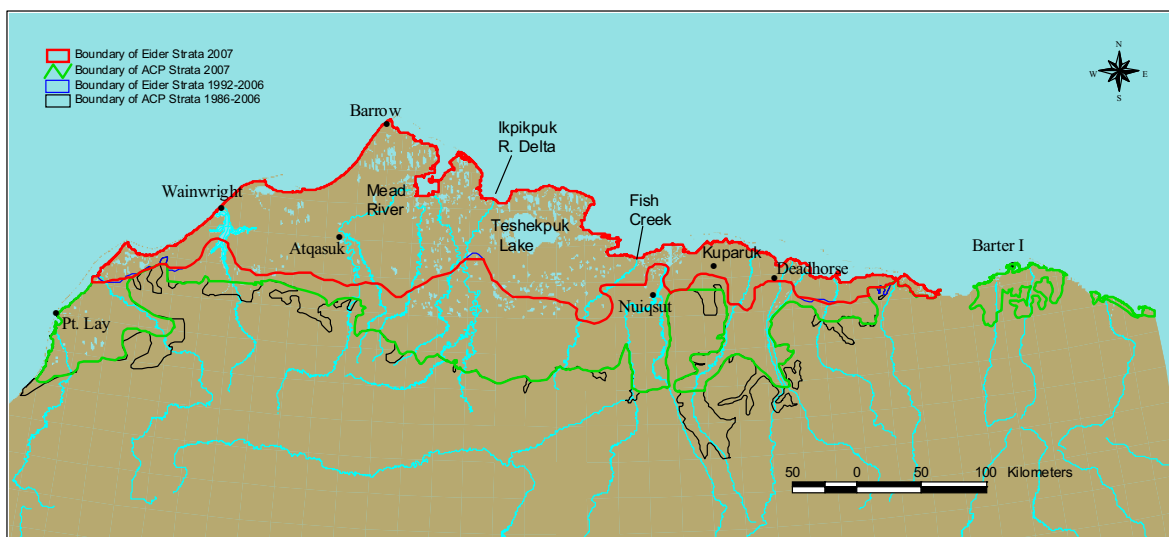 Boundary of Eider Strata 2007
Boundary of ACP Strata 2007
Boundary of Eider Strata 1992-2006
Boundary of ACP Strata 1986-2006
N
W E
S
Barrow
Ikpikpuk
R. Delta
Wainwright
Mead
River
Fish
Creek
Teshekpuk
Lake
Atqasuk
Kuparuk
Barter I
Deadhorse
Nuiqsut
Pt. Lay
50 0 50 100 Kilometers